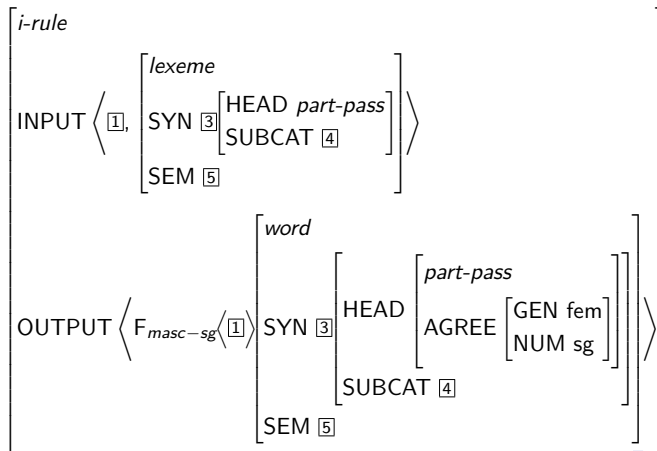 i-rule
lexeme
HEAD part-pass
INPUT ⟨ 1, SYN 3 ⟩
SUBCAT 4
SEM 5
word
part-pass
HEAD
GEN fem
OUTPUT ⟨ F masc−sg⟨ 1 ⟩ SYN 3 AGREE ⟩
NUM sg
SUBCAT 4
SEM 5